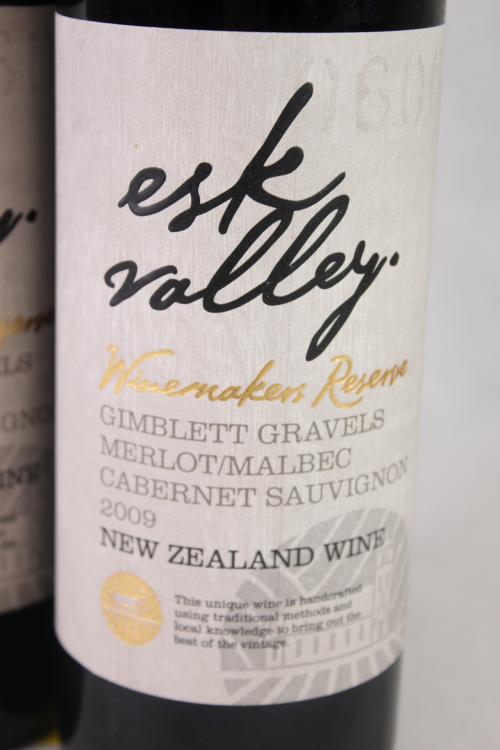 esk
valley.
Winemakers Reserve
GIMBLETT GRAVELS
MERLOT/MALBEC
CABERNET SAUVIGNON
2009
NEW ZEALAND WINE
This unique wine is handcrafted
using traditional methods and
local knowledge to bring out the
best of the vintage.